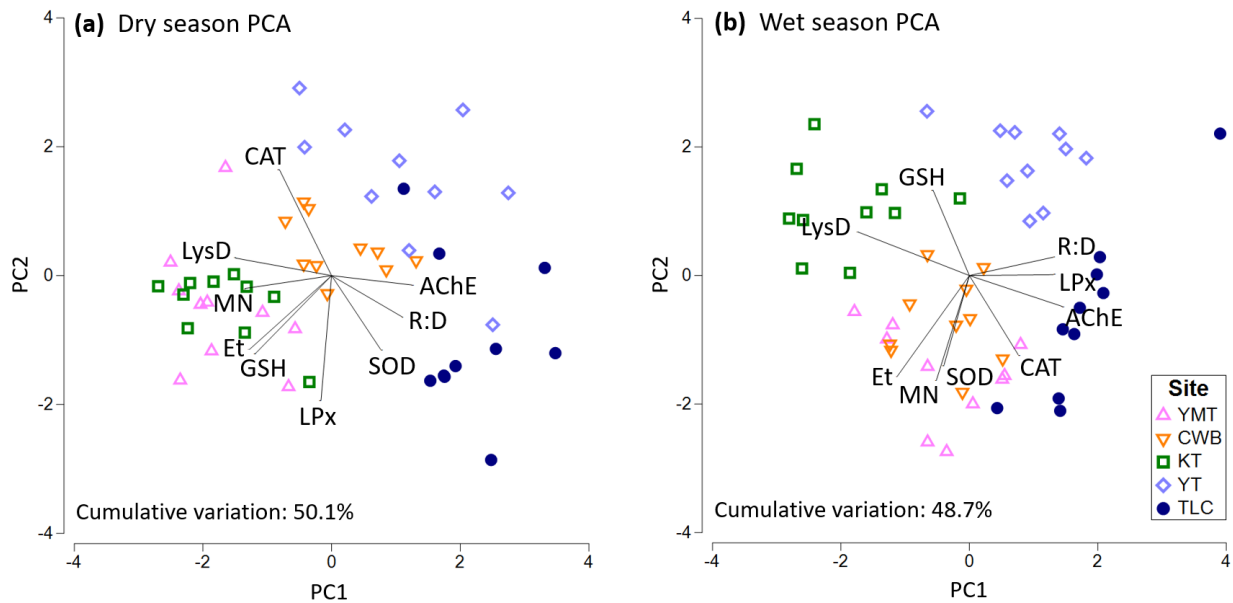 (a) Dry season PCA
4
2
0
-2
-4
PC2
CAT
LysD
MN
AChE
R:D
Et
GSH
SOD
LPx
Cumulative variation: 50.1%
-4 -2 0 2 4
PC1
(b) Wet season PCA
4
2
0
-2
-4
PC2
GSH
LysD
R:D
LPx
AChE
Et
MN
SOD
CAT
Site
YMT
CWB
KT
YT
TLC
Cumulative variation: 48.7%
-4 -2 0 2 4
PC1